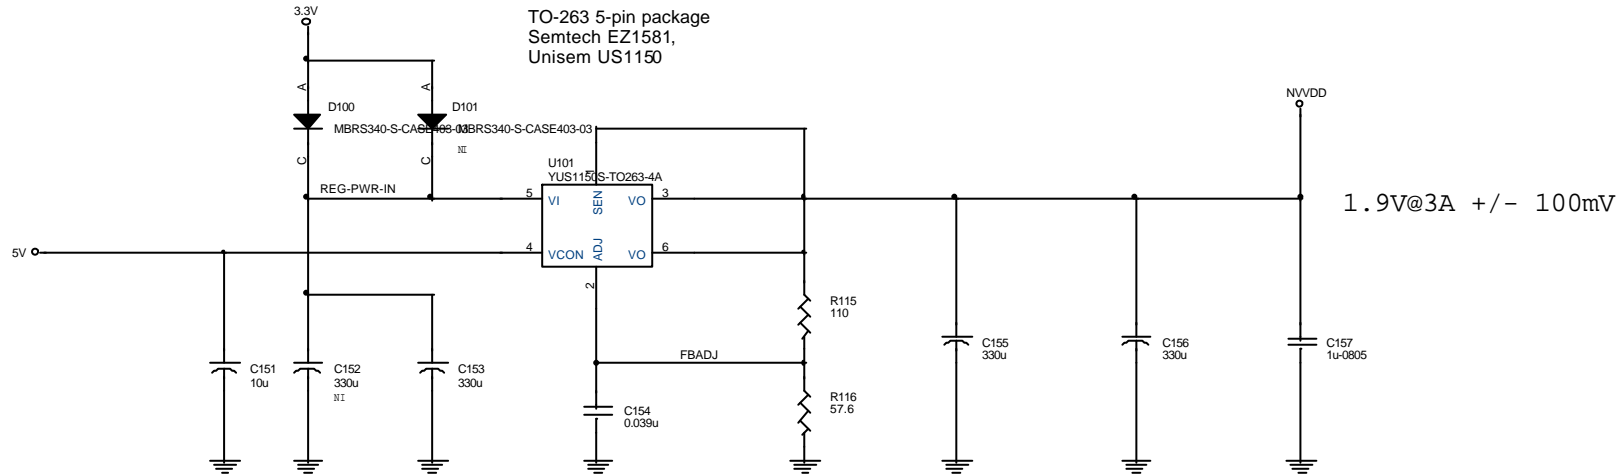 3.3V
TO-263 5-pin package
Semtech EZ1581,
Unisem US1150
A
A
D100
D101
MBRS340-S-CASE403-03
MBRS340-S-CASE403-03
NI
C
C
NVVDD
U101
YUS1150S-TO263-4A
1
REG-PWR-IN
5
VI
SEN
VO
3
1.9V@3A +/- 100mV
5V
4
VCON
ADJ
VO
6
2
R115
110
C155
330u
C156
330u
C157
1u-0805
FBADJ
C151
10u
C152
330u
NI
C153
330u
R116
57.6
C154
0.039u